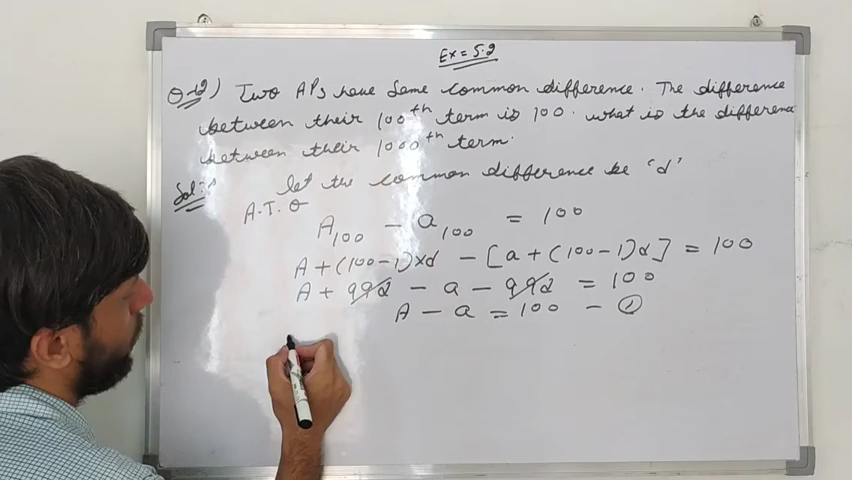 Ex = 5.2
Q-12) Two APs have same common difference. The difference
between their 100th term is 100. what is the difference
between their 1000th term.
Sol:- let the common difference be 'd'
A.T.Q
A100 - a100 = 100
A + (100-1)xd - [a + (100-1)d] = 100
A + 99d - a - 99d = 100
A - a = 100 - ①